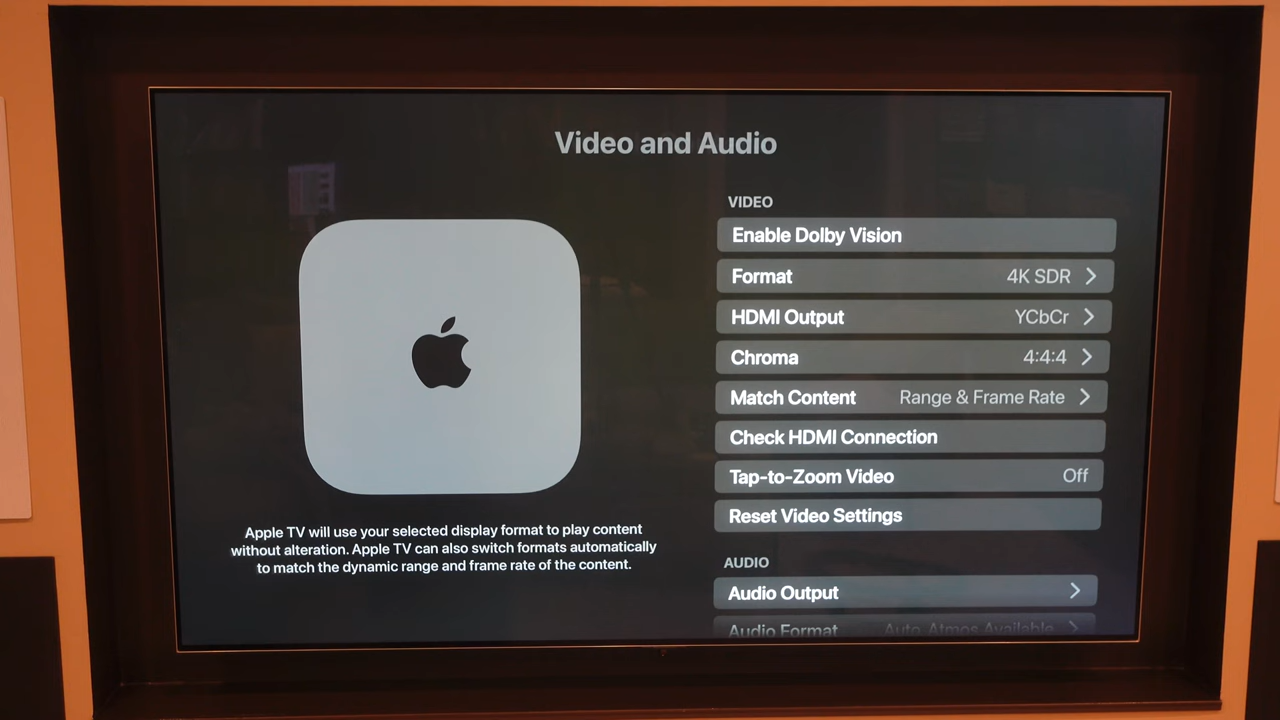 Video and Audio
VIDEO
Enable Dolby Vision
Format 4K SDR
HDMI Output YCbCr
Chroma 4:4:4
Match Content Range & Frame Rate
Check HDMI Connection
Tap-to-Zoom Video Off
Reset Video Settings
AUDIO
Audio Output
Audio Format Auto, Atmos Available
Apple TV will use your selected display format to play content
without alteration. Apple TV can also switch formats automatically
to match the dynamic range and frame rate of the content.